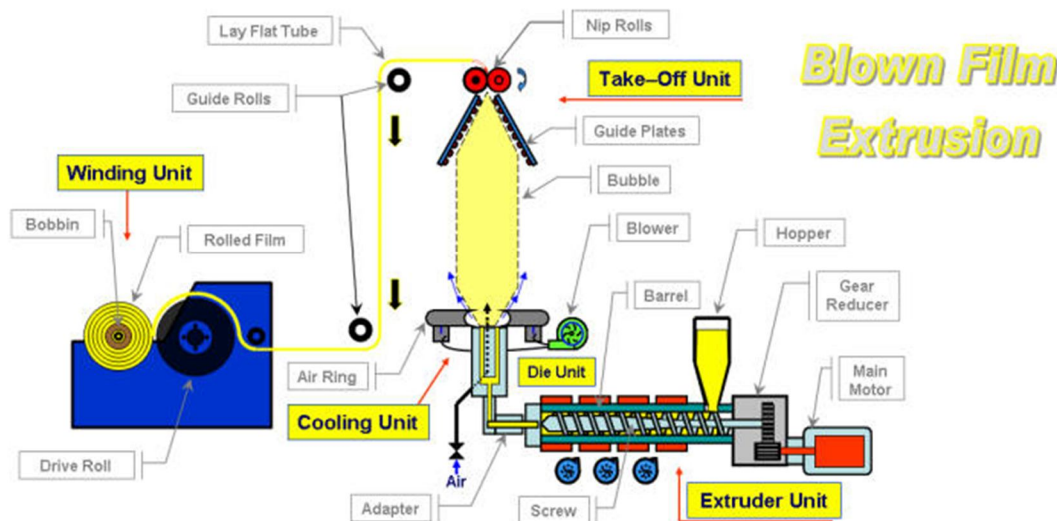 Blown Film
Extrusion
Lay Flat Tube
Nip Rolls
Take–Off Unit
Guide Rolls
Guide Plates
Winding Unit
Bubble
Bobbin
Rolled Film
Blower
Hopper
Barrel
Gear
Reducer
Air Ring
Die Unit
Main
Motor
Cooling Unit
Drive Roll
Air
Adapter
Screw
Extruder Unit